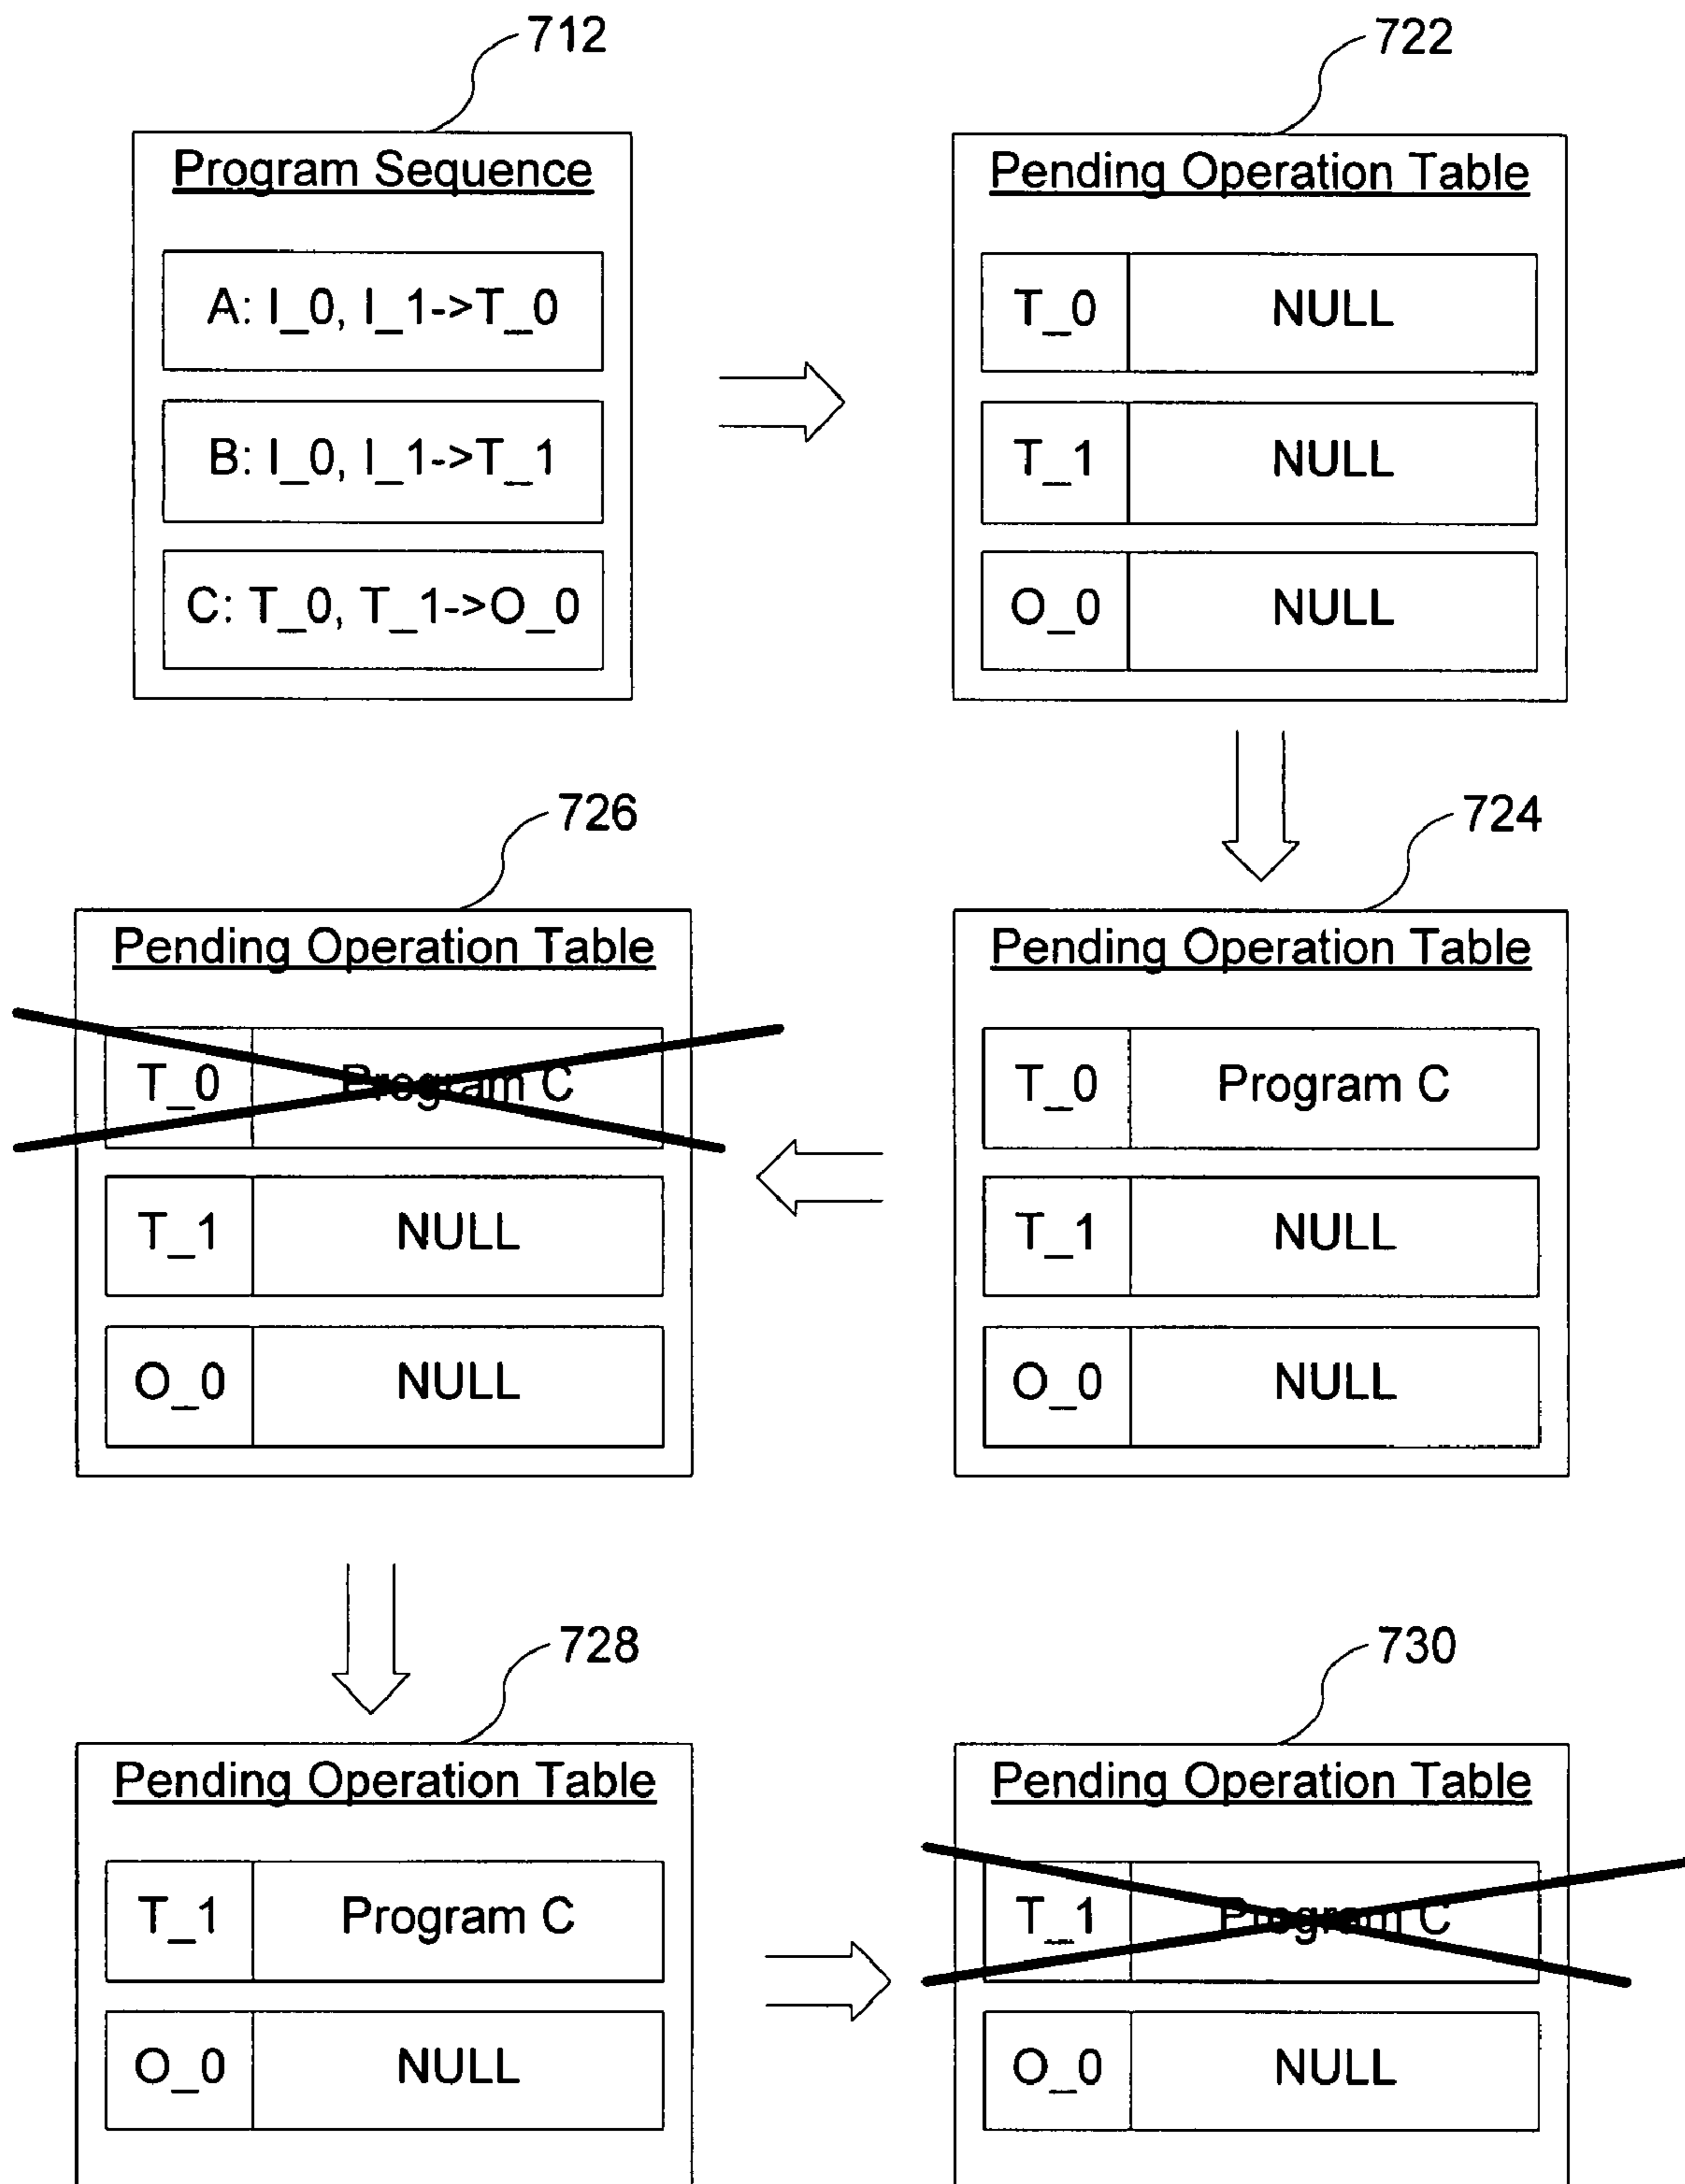 712
Program Sequence
A: I_0, I_1->T_0
B: I_0, I_1->T_1
C: T_0, T_1->O_0
722
Pending Operation Table
T_0 NULL
T_1 NULL
O_0 NULL
726
Pending Operation Table
T_0 Program C
T_1 NULL
O_0 NULL
724
Pending Operation Table
T_0 Program C
T_1 NULL
O_0 NULL
728
Pending Operation Table
T_1 Program C
O_0 NULL
730
Pending Operation Table
T_1 Program C
O_0 NULL